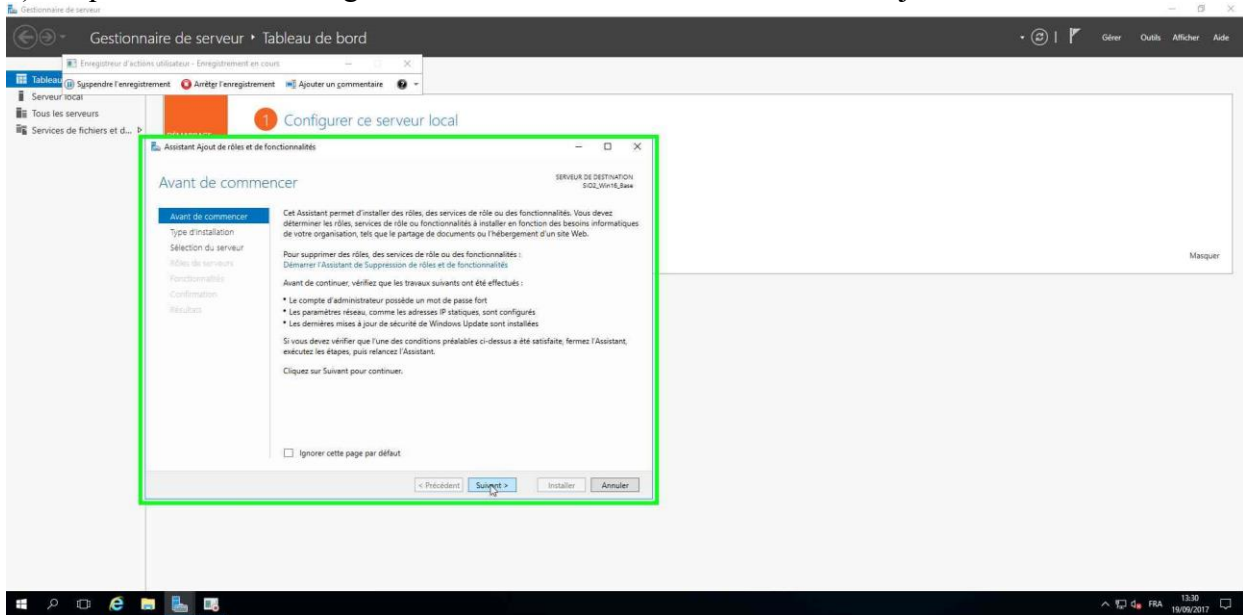 Gestionnaire de serveur
Gestionnaire de serveur • Tableau de bord
Gérer Outils Afficher Aide
Enregistreur d'actions utilisateur - Enregistrement en cours
Suspendre l'enregistrement Arrêter l'enregistrement Ajouter un commentaire
Tableau
Serveur local
Tous les serveurs
Services de fichiers et d...
1 Configurer ce serveur local
Assistant Ajout de rôles et de fonctionnalités
Avant de commencer
SERVEUR DE DESTINATION
SIO2_Win16_Base
Avant de commencer
Type d'installation
Sélection du serveur
Rôles de serveurs
Fonctionnalités
Confirmation
Résultats
Cet Assistant permet d'installer des rôles, des services de rôle ou des fonctionnalités. Vous devez
déterminer les rôles, services de rôle ou fonctionnalités à installer en fonction des besoins informatiques
de votre organisation, tels que le partage de documents ou l'hébergement d'un site Web.
Pour supprimer des rôles, des services de rôle ou des fonctionnalités :
Démarrer l'Assistant de Suppression de rôles et de fonctionnalités
Avant de continuer, vérifiez que les travaux suivants ont été effectués :
• Le compte d'administrateur possède un mot de passe fort
• Les paramètres réseau, comme les adresses IP statiques, sont configurés
• Les dernières mises à jour de sécurité de Windows Update sont installées
Si vous devez vérifier que l'une des conditions préalables ci-dessus a été satisfaite, fermez l'Assistant,
exécutez les étapes, puis relancez l'Assistant.
Cliquez sur Suivant pour continuer.
Ignorer cette page par défaut
< Précédent Suivant > Installer Annuler
Masquer
FRA
13:30
19/09/2017